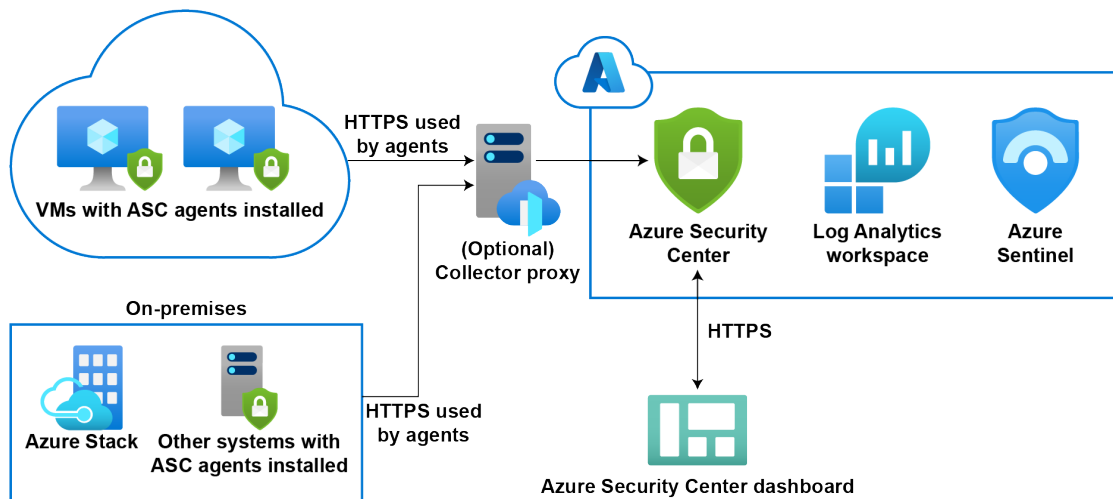 HTTPS used
by agents
VMs with ASC agents installed
(Optional)
Collector proxy
Azure Security
Center
Log Analytics
workspace
Azure
Sentinel
On-premises
HTTPS
Azure Stack
Other systems with
ASC agents installed
HTTPS used
by agents
Azure Security Center dashboard